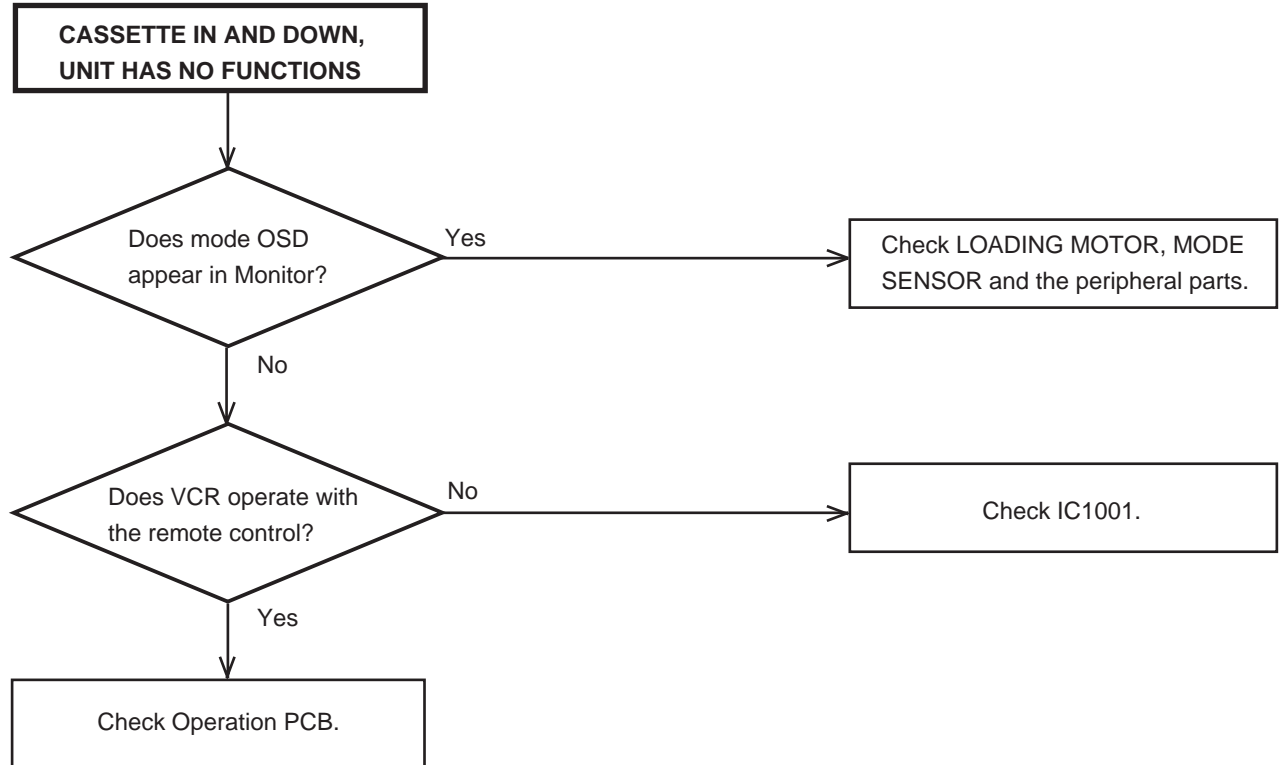 CASSETTE IN AND DOWN,
UNIT HAS NO FUNCTIONS
Does mode OSD
appear in Monitor?
Yes
Check LOADING MOTOR, MODE
SENSOR and the peripheral parts.
No
Does VCR operate with
the remote control?
No
Check IC1001.
Yes
Check Operation PCB.